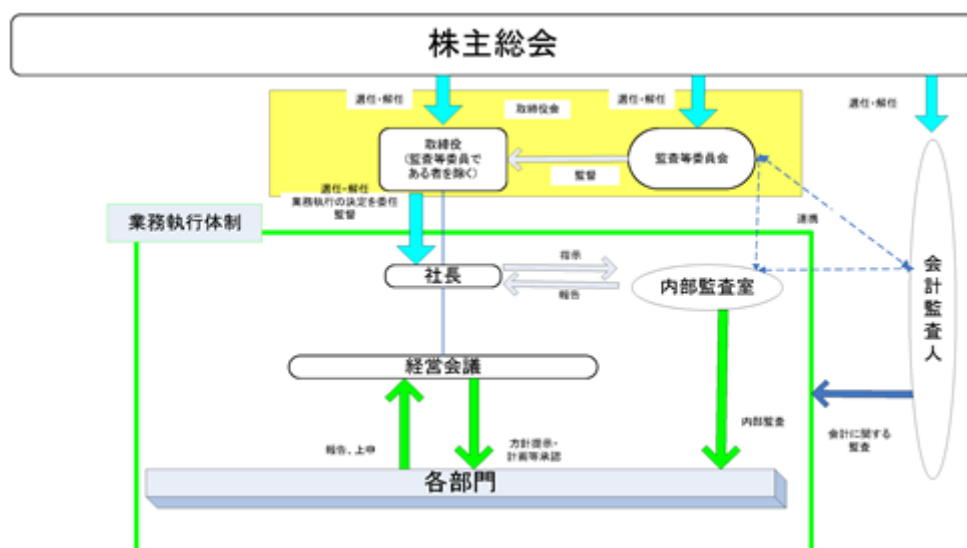 株主総会
選任・解任
選任・解任
選任・解任
取締役会
取締役
(監査等委員で
ある者を除く)
監査等委員会
監督
選任・解任
業務執行の決定を委任
監督
業務執行体制
連携
社長
指示
報告
内部監査室
会計監査人
経営会議
報告、上申
方針提示・
計画等承認
内部監査
会計に関する
監査
各部門